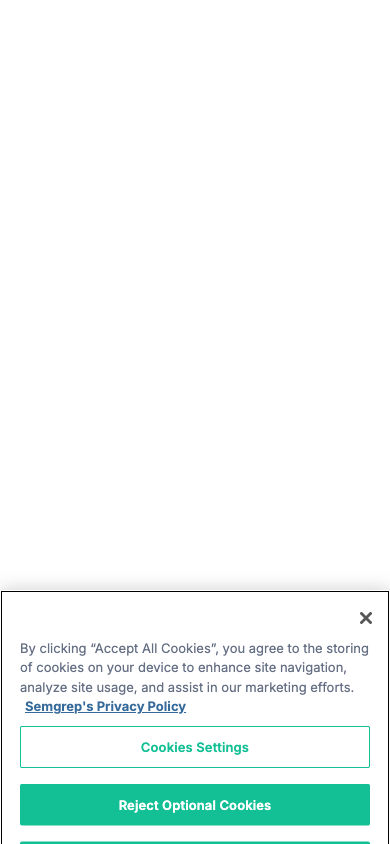 By clicking “Accept All Cookies”, you agree to the storing
of cookies on your device to enhance site navigation,
analyze site usage, and assist in our marketing efforts.
Semgrep's Privacy Policy
Cookies Settings
Reject Optional Cookies